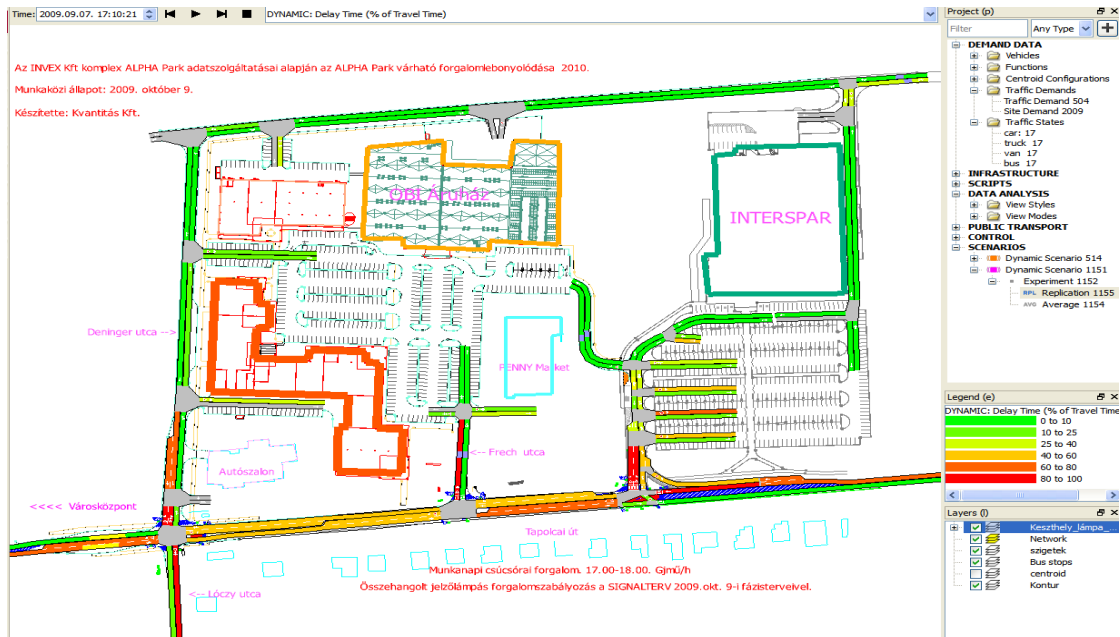 Time: 2009.09.07. 17:10:21
DYNAMIC: Delay Time (% of Travel Time)
Az INVEX Kft komplex ALPHA Park adatszolgáltatásai alapján az ALPHA Park várható forgalomlebonyolódása 2010.
Munkaközi állapot: 2009. október 9.
Készítette: Kvantitás Kft.
OBI Áruház
INTERSPAR
Deninger utca -->
PENNY Market
Autószalon
<-- Frech utca
<<<< Városközpont
Tapolcai út
Munkanapi csúcsórai forgalom. 17.00-18.00. Gjmű/h
Összehangolt jelzőlámpás forgalomszabályozás a SIGNALTERV 2009.okt. 9-i fázisterveivel.
<-- Lóczy utca
Project (p)
Filter
Any Type
DEMAND DATA
Vehicles
Functions
Centroid Configurations
Traffic Demands
Traffic Demand 504
Site Demand 2009
Traffic States
car: 17
truck 17
van 17
bus 17
INFRASTRUCTURE
SCRIPTS
DATA ANALYSIS
View Styles
View Modes
PUBLIC TRANSPORT
CONTROL
SCENARIOS
Dynamic Scenario 514
Dynamic Scenario 1151
Experiment 1152
RPL Replication 1155
AVG Average 1154
Legend (e)
DYNAMIC: Delay Time (% of Travel Time
0 to 10
10 to 25
25 to 40
40 to 60
60 to 80
80 to 100
Layers (l)
Keszthely_lámpa_...
Network
szigetek
Bus stops
centroid
Kontur